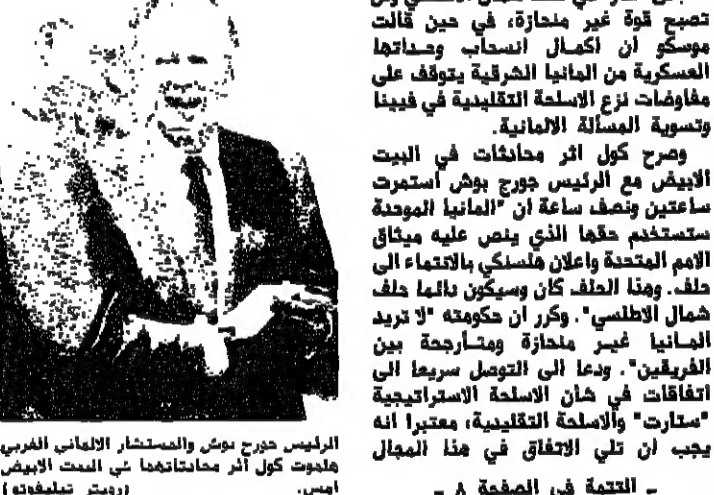 تصبح قوة غير منحازة، في حين قالت
موسكو ان اكمال انسحاب وحداتها
العسكرية من المانيا الشرقية يتوقف على
مفاوضات نزع الاسلحة التقليدية في فيينا
وتسوية المسألة الالمانية.
وصرح كول اثر محادثات في البيت
الابيض مع الرئيس جورج بوش استمرت
ساعتين ونصف ساعة ان "المانيا الموحدة
ستستخدم حقها الذي ينص عليه ميثاق
الامم المتحدة واعلان هلسنكي بالانتماء الى
حلف. وهذا الحلف كان وسيكون دائما حلف
شمال الاطلسي". وكرر ان حكومته "لا تريد
المانيا غير منحازة ومتأرجحة بين
الفريقين". ودعا الى التوصل سريعا الى
اتفاقات في شأن الاسلحة الاستراتيجية
"ستارت" والاسلحة التقليدية، معتبرا انه
يجب ان تلي الاتفاق في هذا المجال
- التتمة في الصفحة ٨ -
الرئيس جورج بوش والمستشار الالماني الغربي
هلموت كول اثر محادثاتهما في البيت الابيض
امس. (رويتر تيليفوتو)